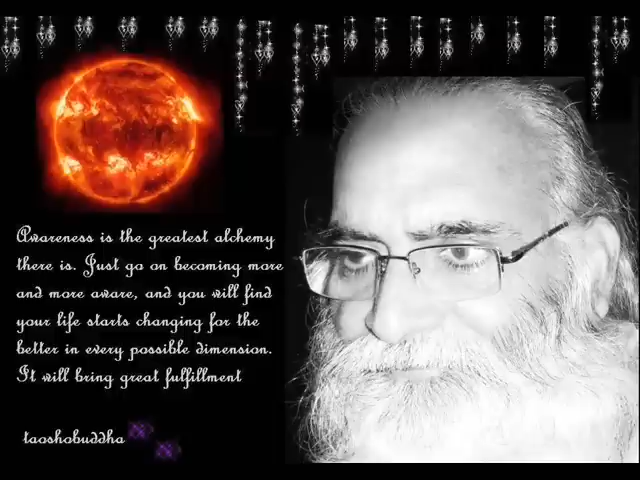 Awareness is the greatest alchemy
there is. Just go on becoming more
and more aware, and you will find
your life starts changing for the
better in every possible dimension.
It will bring great fulfillment
taoshobuddha